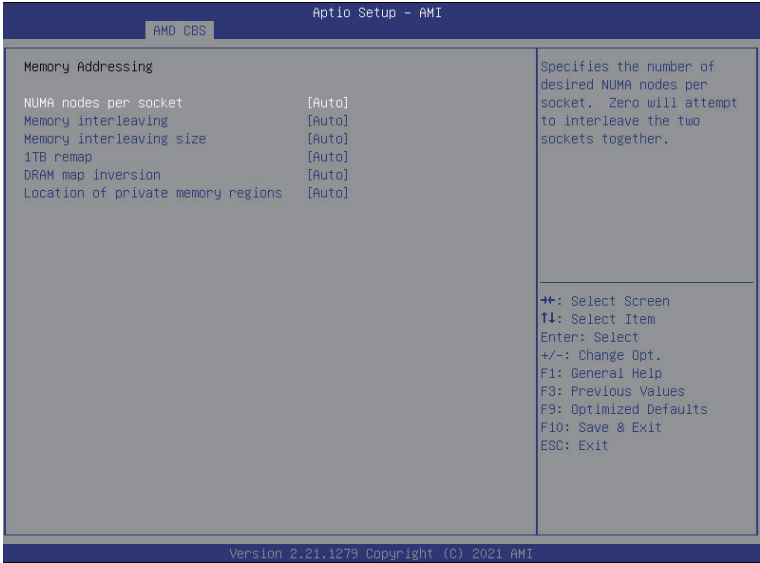 Aptio Setup – AMI
AMD CBS
Memory Addressing
NUMA nodes per socket [Auto]
Memory interleaving [Auto]
Memory interleaving size [Auto]
1TB remap [Auto]
DRAM map inversion [Auto]
Location of private memory regions [Auto]
Specifies the number of
desired NUMA nodes per
socket. Zero will attempt
to interleave the two
sockets together.
→←: Select Screen
↑↓: Select Item
Enter: Select
+/-: Change Opt.
F1: General Help
F3: Previous Values
F9: Optimized Defaults
F10: Save & Exit
ESC: Exit
Version 2.21.1279 Copyright (C) 2021 AMI